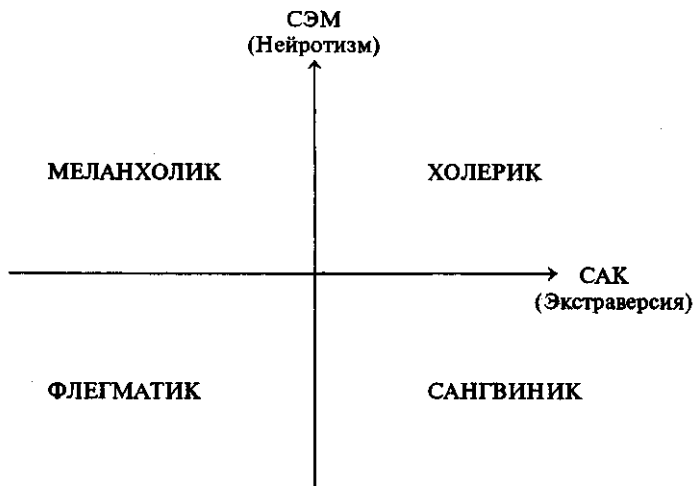 СЭМ
(Нейротизм)
МЕЛАНХОЛИК
ХОЛЕРИК
САК
(Экстраверсия)
ФЛЕГМАТИК
САНГВИНИК